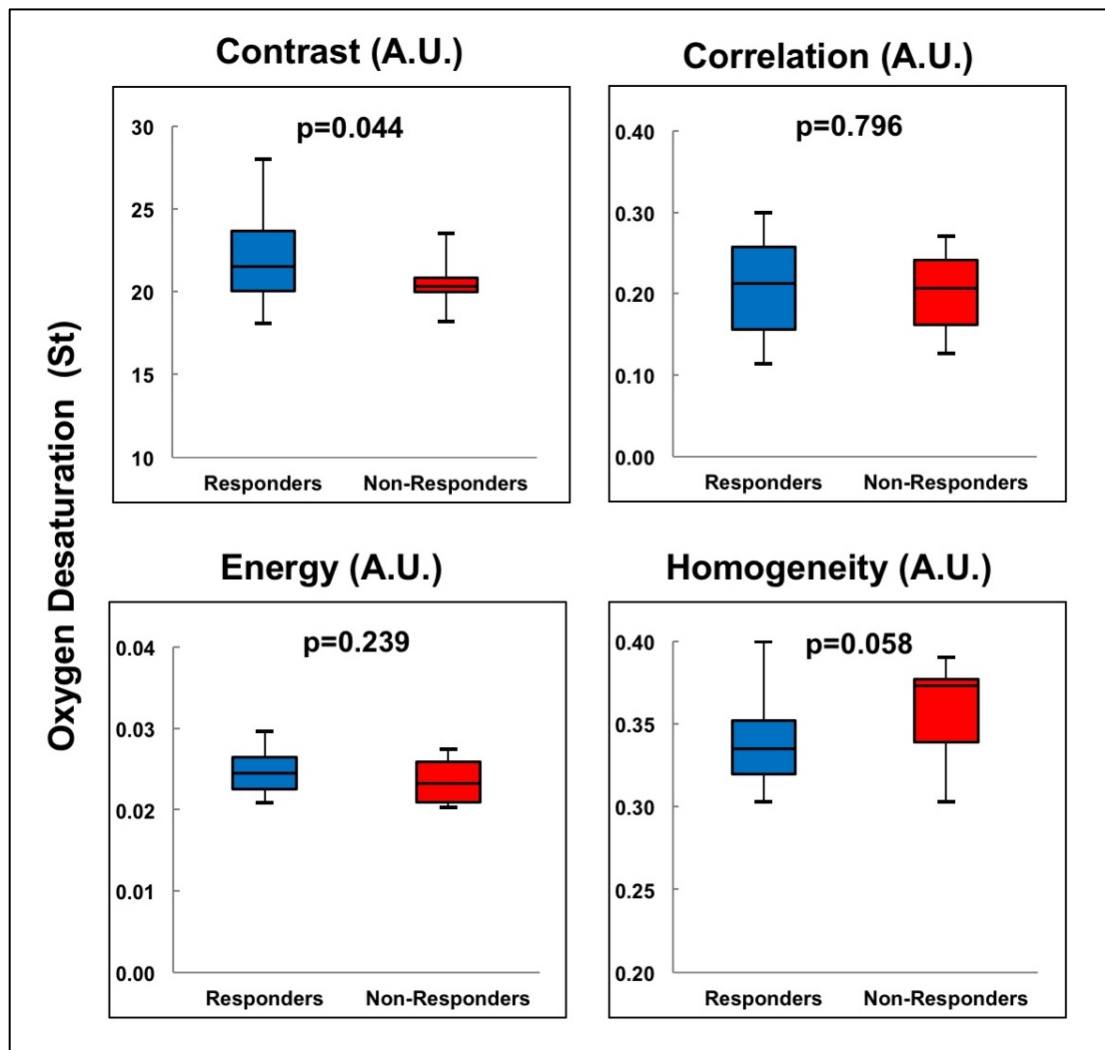 Oxygen Desaturation (St)
Contrast (A.U.)
p=0.044
30
25
20
15
10
Responders Non-Responders
Correlation (A.U.)
p=0.796
0.40
0.30
0.20
0.10
0.00
Responders Non-Responders
Energy (A.U.)
p=0.239
0.04
0.03
0.02
0.01
0.00
Responders Non-Responders
Homogeneity (A.U.)
p=0.058
0.40
0.35
0.30
0.25
0.20
Responders Non-Responders